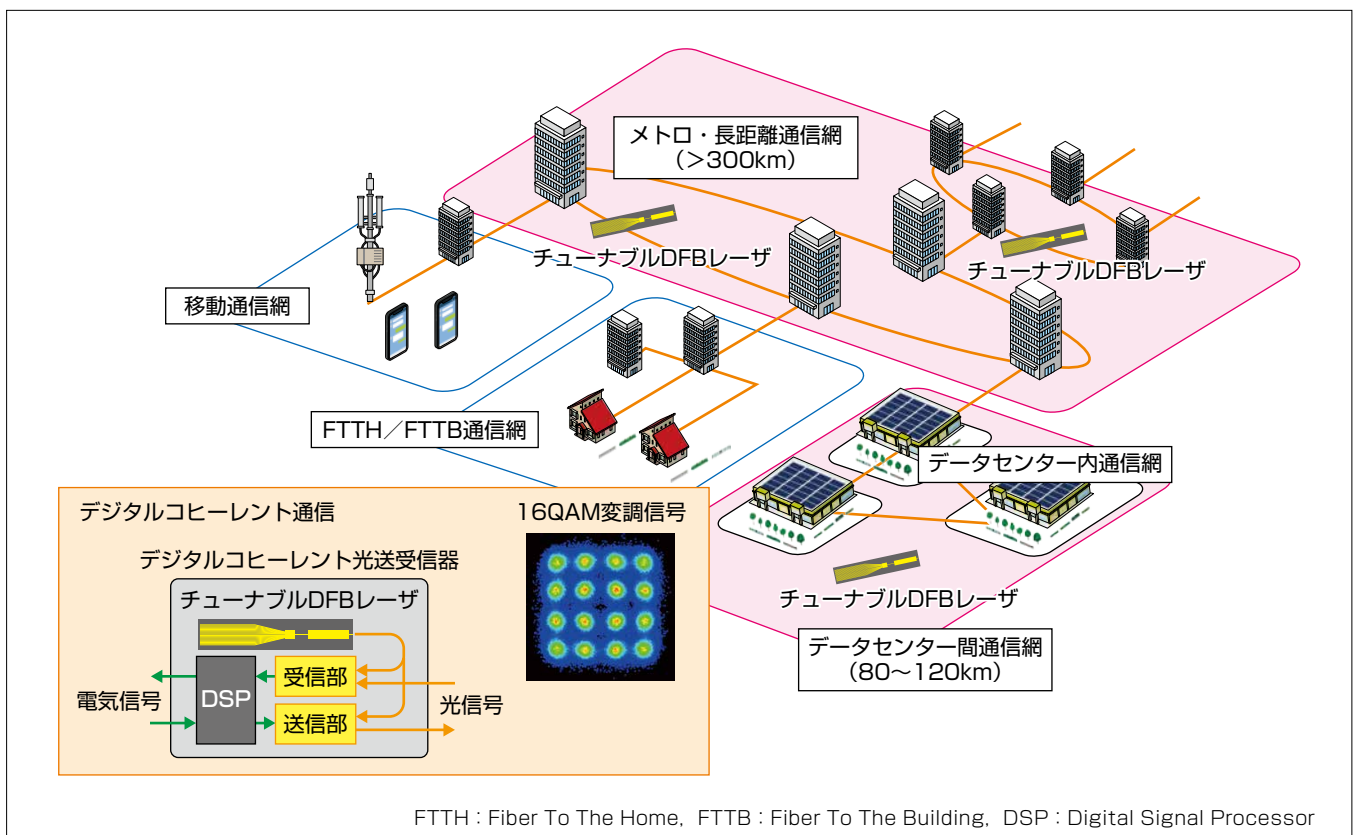 メトロ・長距離通信網
（>300km）
チューナブルDFBレーザ
チューナブルDFBレーザ
移動通信網
FTTH／FTTB通信網
データセンター内通信網
チューナブルDFBレーザ
データセンター間通信網
（80～120km）
デジタルコヒーレント通信
16QAM変調信号
デジタルコヒーレント光送受信器
チューナブルDFBレーザ
電気信号
DSP
受信部
送信部
光信号
FTTH：Fiber To The Home, FTTB：Fiber To The Building, DSP：Digital Signal Processor